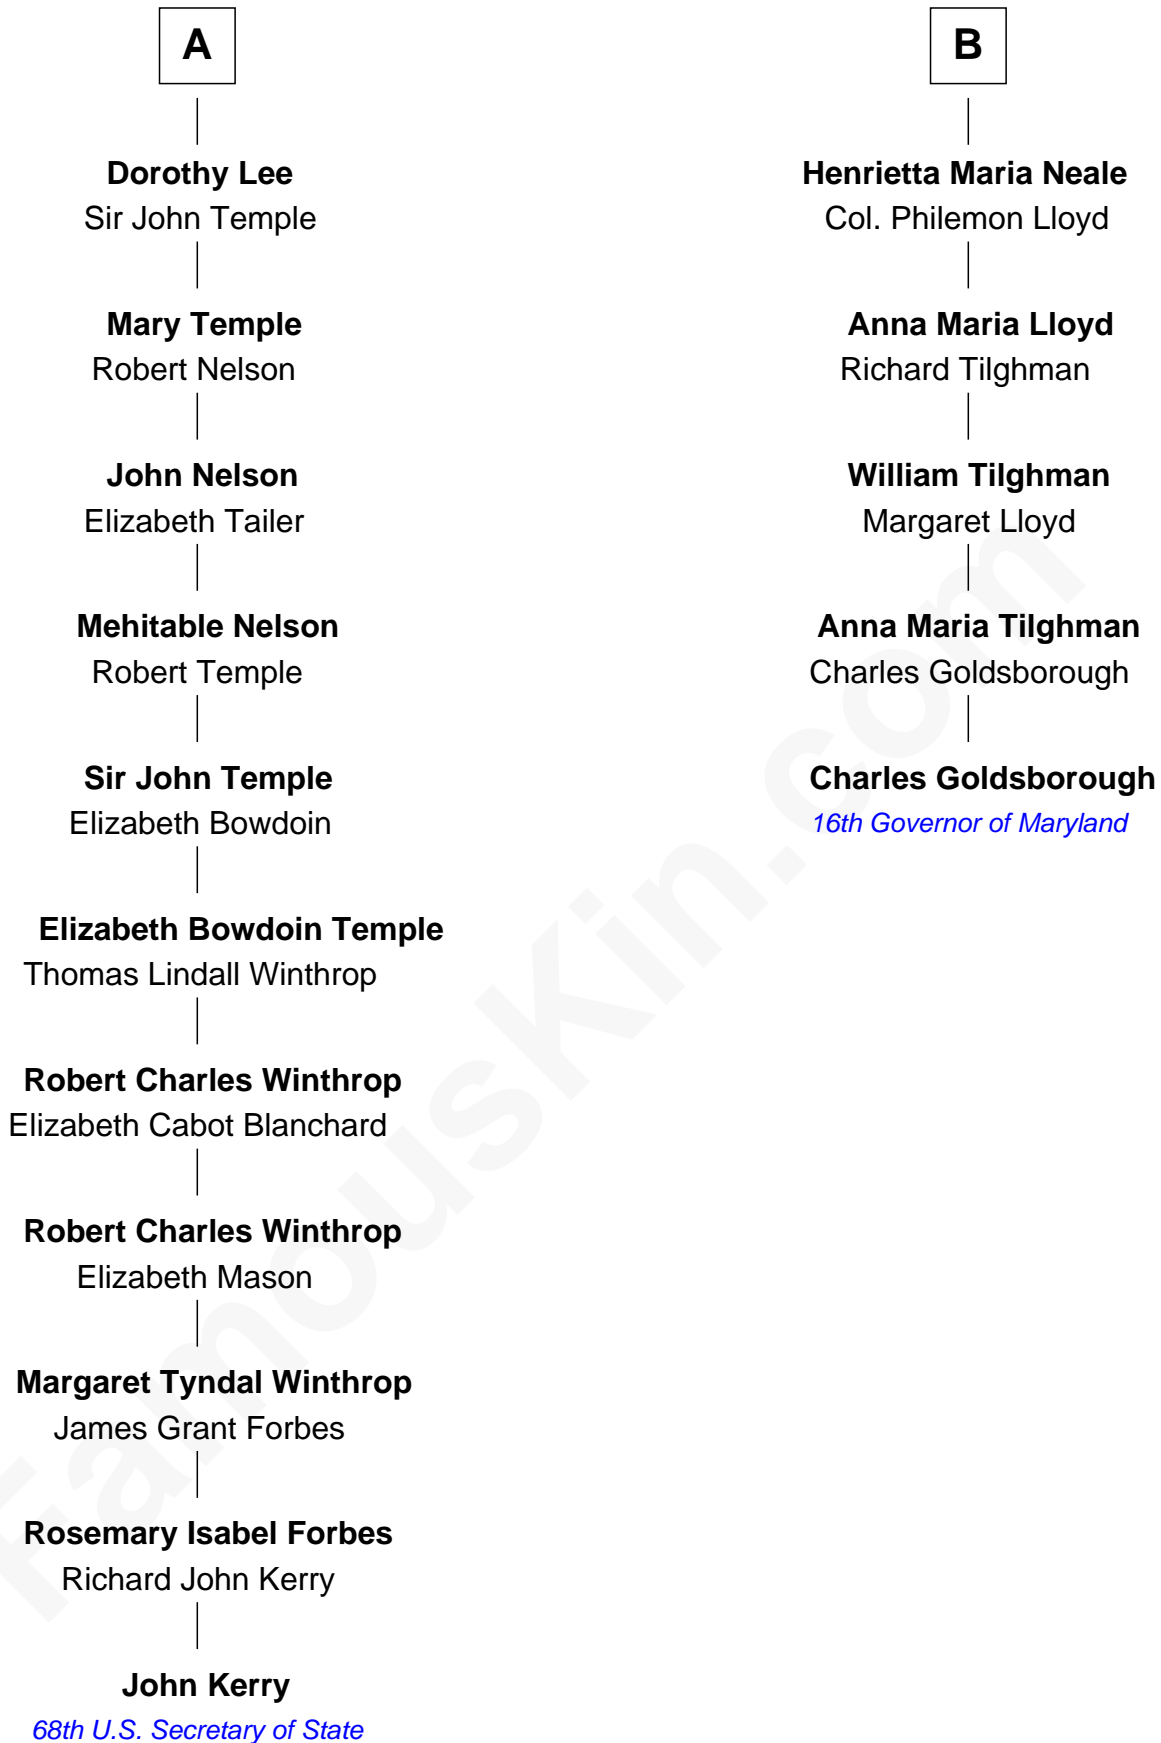 A
Dorothy Lee
Sir John Temple
Mary Temple
Robert Nelson
John Nelson
Elizabeth Tailer
Mehitable Nelson
Robert Temple
Sir John Temple
Elizabeth Bowdoin
Elizabeth Bowdoin Temple
Thomas Lindall Winthrop
Robert Charles Winthrop
Elizabeth Cabot Blanchard
Robert Charles Winthrop
Elizabeth Mason
Margaret Tyndal Winthrop
James Grant Forbes
Rosemary Isabel Forbes
Richard John Kerry
John Kerry
68th U.S. Secretary of State
B
Henrietta Maria Neale
Col. Philemon Lloyd
Anna Maria Lloyd
Richard Tilghman
William Tilghman
Margaret Lloyd
Anna Maria Tilghman
Charles Goldsborough
Charles Goldsborough
16th Governor of Maryland
FamousKin.com